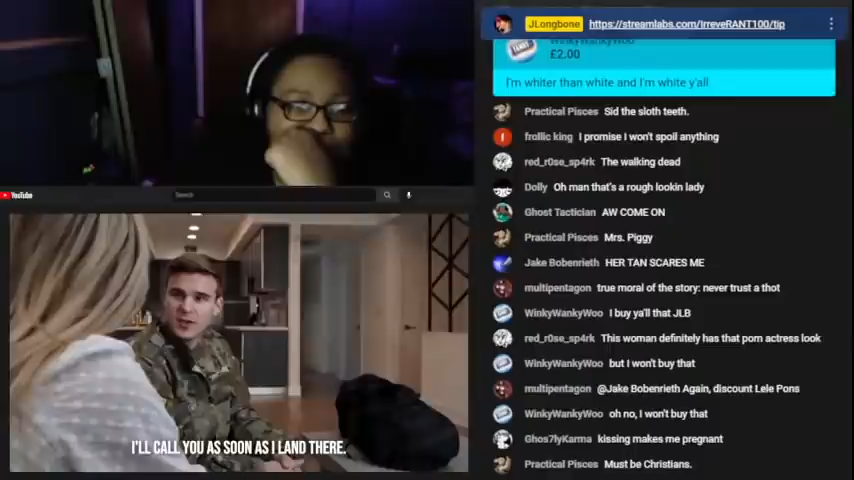 JLongbone https://streamlabs.com/IrreveRANT100/tip
WinkyWankyWoo
£2.00
I'm whiter than white and I'm white y'all
Practical Pisces Sid the sloth teeth.
frollic king I promise I won't spoil anything
red_r0se_sp4rk The walking dead
Dolly Oh man that's a rough lookin lady
Ghost Tactician AW COME ON
Practical Pisces Mrs. Piggy
Jake Bobenrieth HER TAN SCARES ME
multipentagon true moral of the story: never trust a thot
WinkyWankyWoo I buy ya'll that JLB
red_r0se_sp4rk This woman definitely has that porn actress look
WinkyWankyWoo but I won't buy that
multipentagon @Jake Bobenrieth Again, discount Lele Pons
WinkyWankyWoo oh no, I won't buy that
Ghos7lyKarma kissing makes me pregnant
Practical Pisces Must be Christians.
YouTube
Search
I'LL CALL YOU AS SOON AS I LAND THERE.